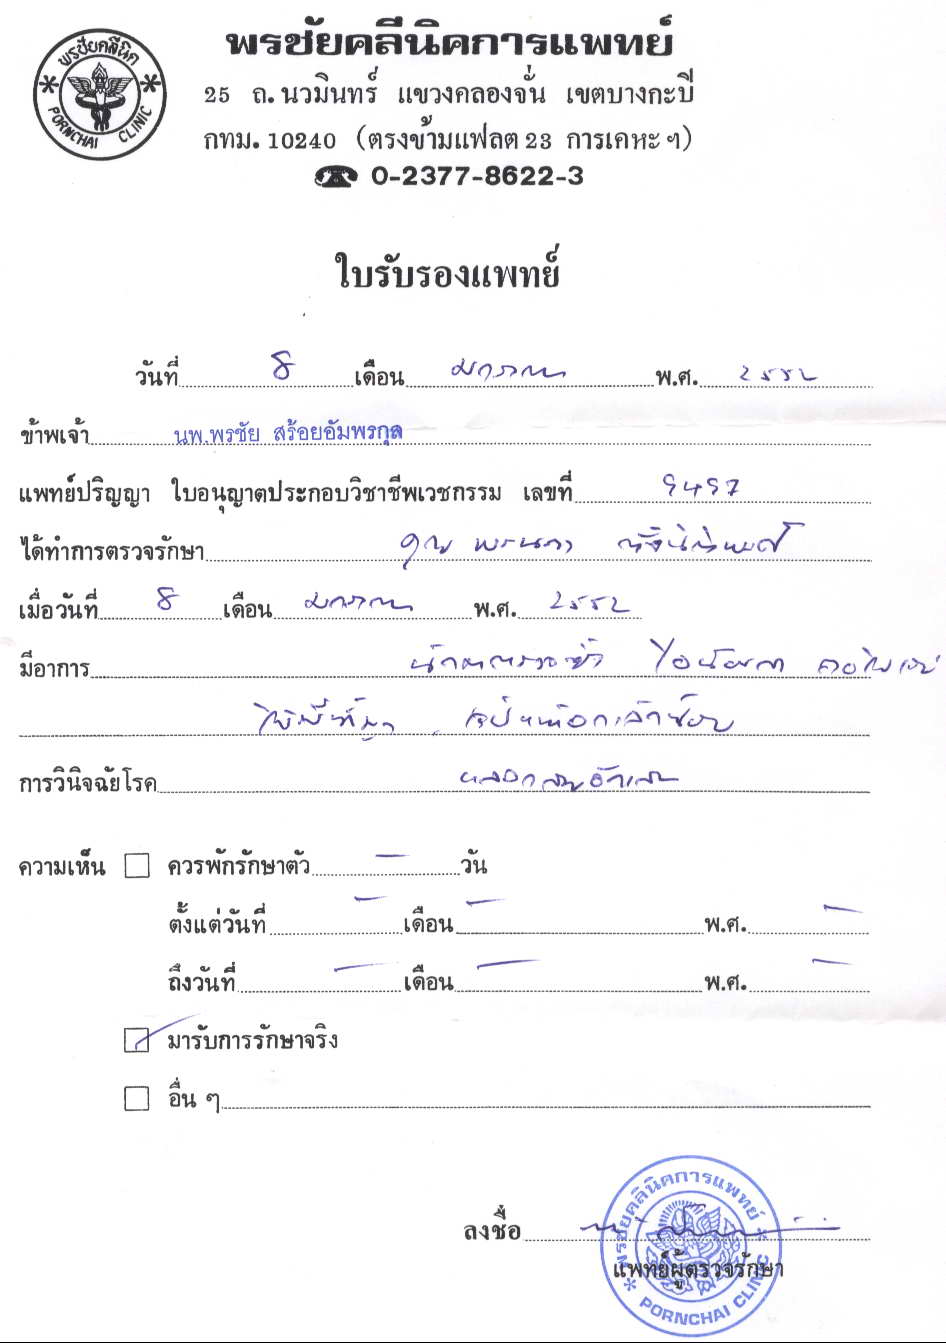 พรชัยคลีนิค
PORNCHAI CLINIC
พรชัยคลีนิคการแพทย์
25 ถ.นวมินทร์ แขวงคลองจั่น เขตบางกะปิ
กทม. 10240 (ตรงข้ามแฟลต 23 การเคหะฯ)
0-2377-8622-3
ใบรับรองแพทย์
วันที่ 8 เดือน มกราคม พ.ศ. 2552
ข้าพเจ้า นพ.พรชัย สร้อยอัมพรกุล
แพทย์ปริญญา ใบอนุญาตประกอบวิชาชีพเวชกรรม เลขที่ 9497
ได้ทำการตรวจรักษา คุณ
เมื่อวันที่ 8 เดือน มกราคม พ.ศ. 2552
มีอาการ
การวินิจฉัยโรค หลอดลมอักเสบ
ความเห็น ควรพักรักษาตัว - วัน
ตั้งแต่วันที่ - เดือน - พ.ศ. -
ถึงวันที่ - เดือน - พ.ศ. -
มารับการรักษาจริง
อื่น ๆ
ลงชื่อ
แพทย์ผู้ตรวจรักษา
พรชัยคลีนิคการแพทย์
PORNCHAI CLINIC